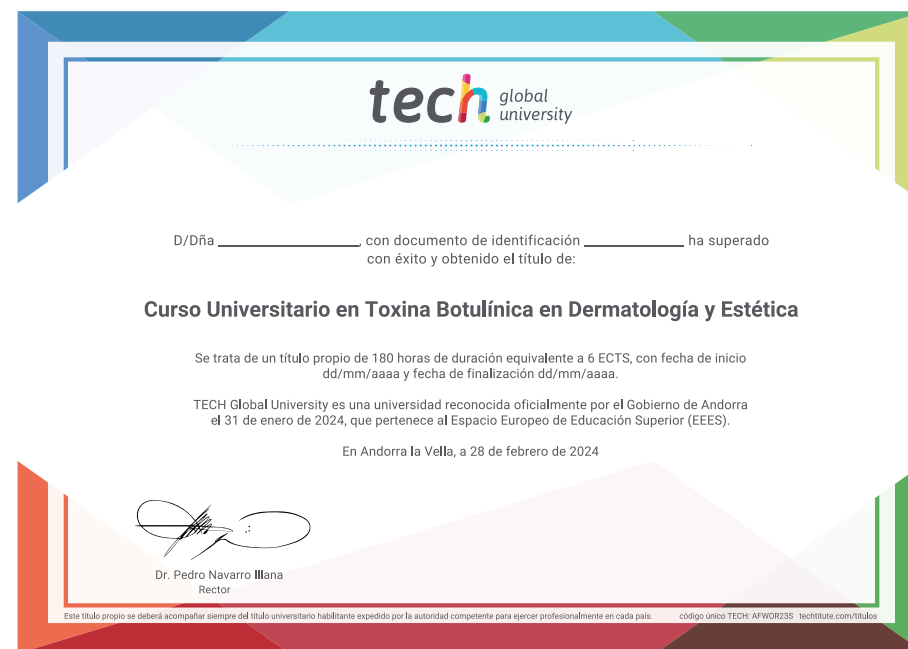 tech global
university
D/Dña ____________, con documento de identificación ____________ ha superado
con éxito y obtenido el título de:
Curso Universitario en Toxina Botulínica en Dermatología y Estética
Se trata de un título propio de 180 horas de duración equivalente a 6 ECTS, con fecha de inicio
dd/mm/aaaa y fecha de finalización dd/mm/aaaa.
TECH Global University es una universidad reconocida oficialmente por el Gobierno de Andorra
el 31 de enero de 2024, que pertenece al Espacio Europeo de Educación Superior (EEES).
En Andorra la Vella, a 28 de febrero de 2024
Dr. Pedro Navarro Illana
Rector
Este título propio se deberá acompañar siempre del título universitario habilitante expedido por la autoridad competente para ejercer profesionalmente en cada país. código único TECH: AFWOR23S techtitute.com/titulos